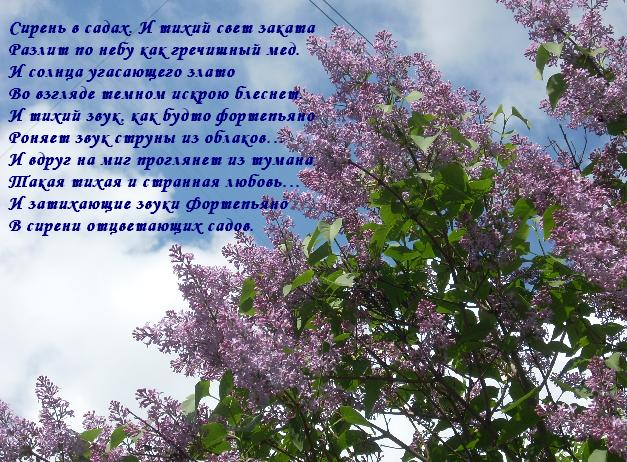 Сирень в садах. И тихий свет заката
Разлит по небу как гречишный мед.
И солнца угасающего злато
Во взгляде темном искрою блеснет.
И тихий звук, как будто фортепьяно
Роняет звук струны из облаков...
И вдруг на миг проглянет из тумана
Такая тихая и странная любовь...
И затихающие звуки Фортепьяно
В сирени отцветающих садов.